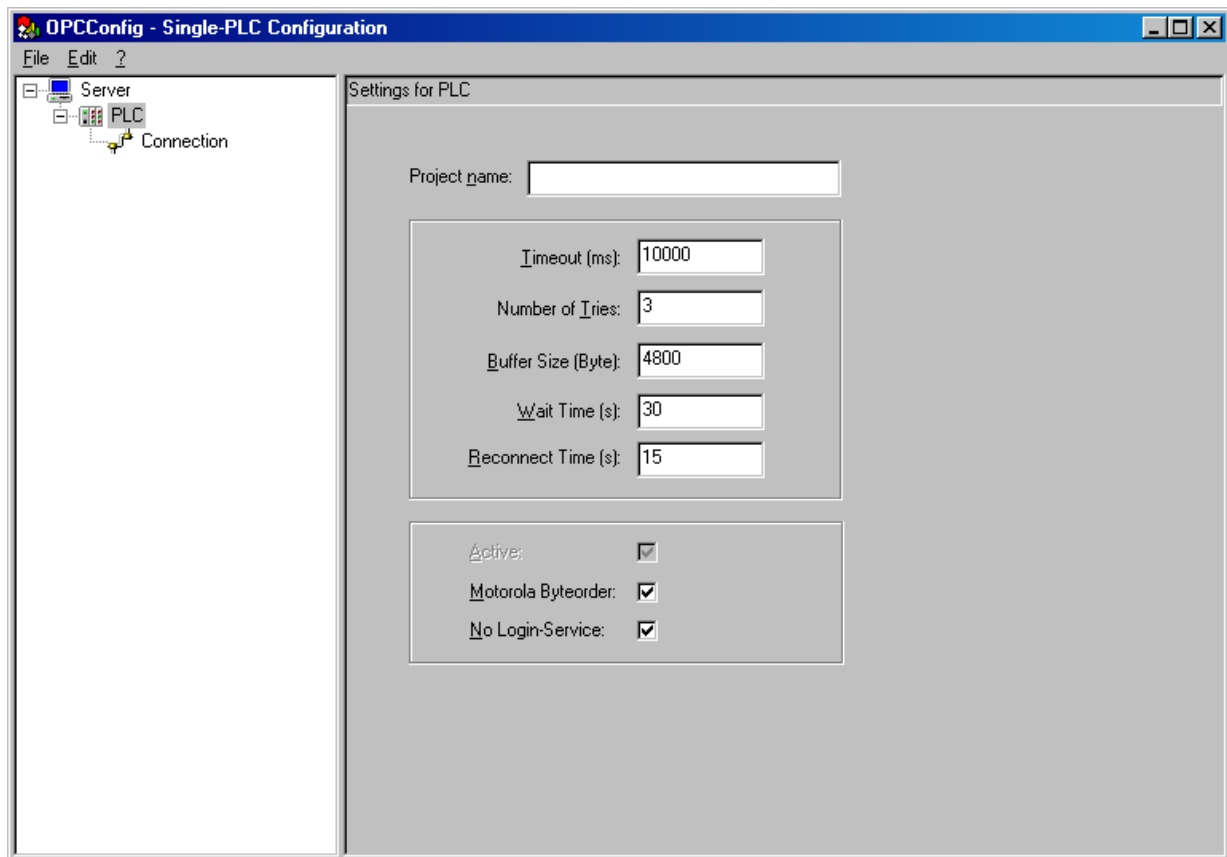 OPCConfig - Single-PLC Configuration
File Edit ?
Server
PLC
Connection
Settings for PLC
Project name:
Timeout (ms): 10000
Number of Tries: 3
Buffer Size (Byte): 4800
Wait Time (s): 30
Reconnect Time (s): 15
Active:
Motorola Byteorder:
No Login-Service: